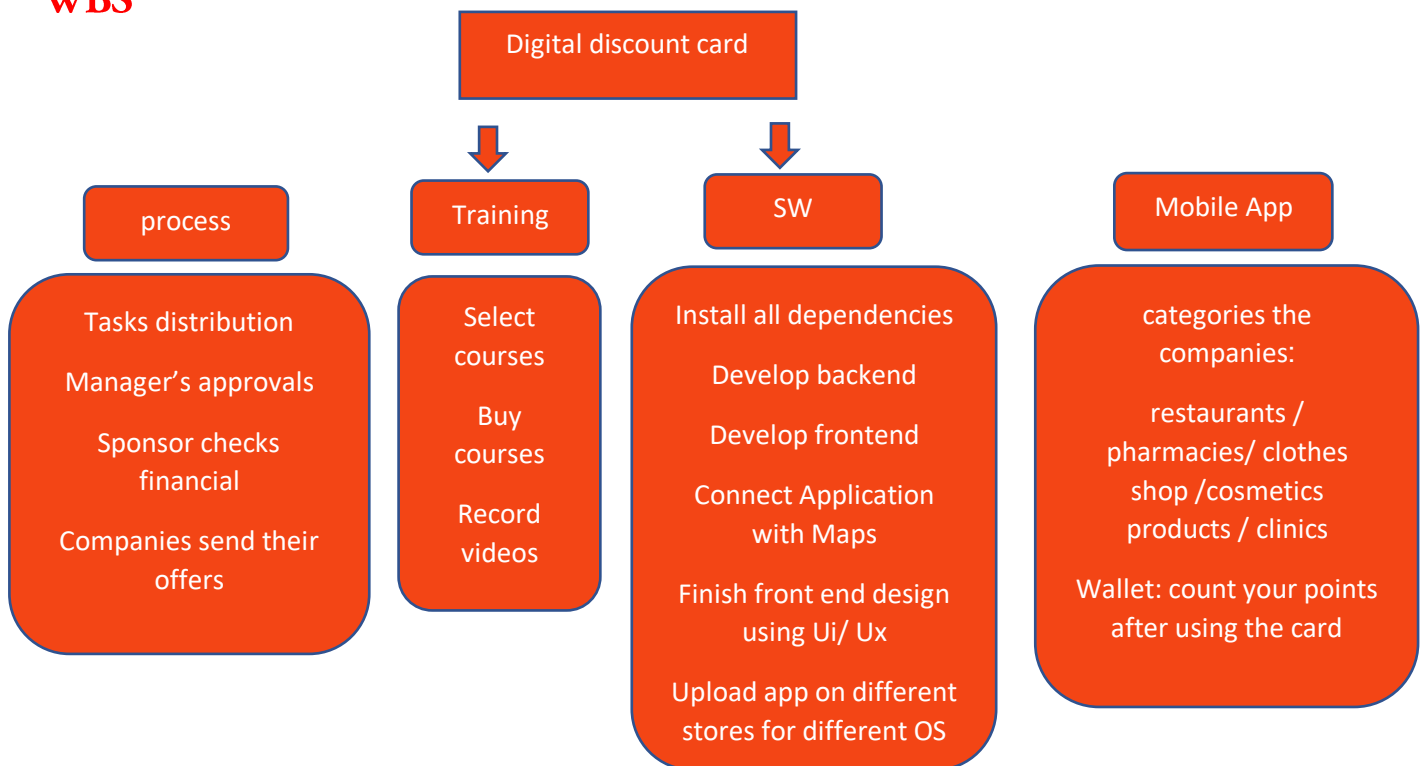 WBS
Digital discount card
process
Tasks distribution
Manager’s approvals
Sponsor checks
financial
Companies send their
offers
Training
Select
courses
Buy
courses
Record
videos
SW
Install all dependencies
Develop backend
Develop frontend
Connect Application
with Maps
Finish front end design
using Ui/ Ux
Upload app on different
stores for different OS
Mobile App
categories the
companies:
restaurants /
pharmacies/ clothes
shop /cosmetics
products / clinics
Wallet: count your points
after using the card